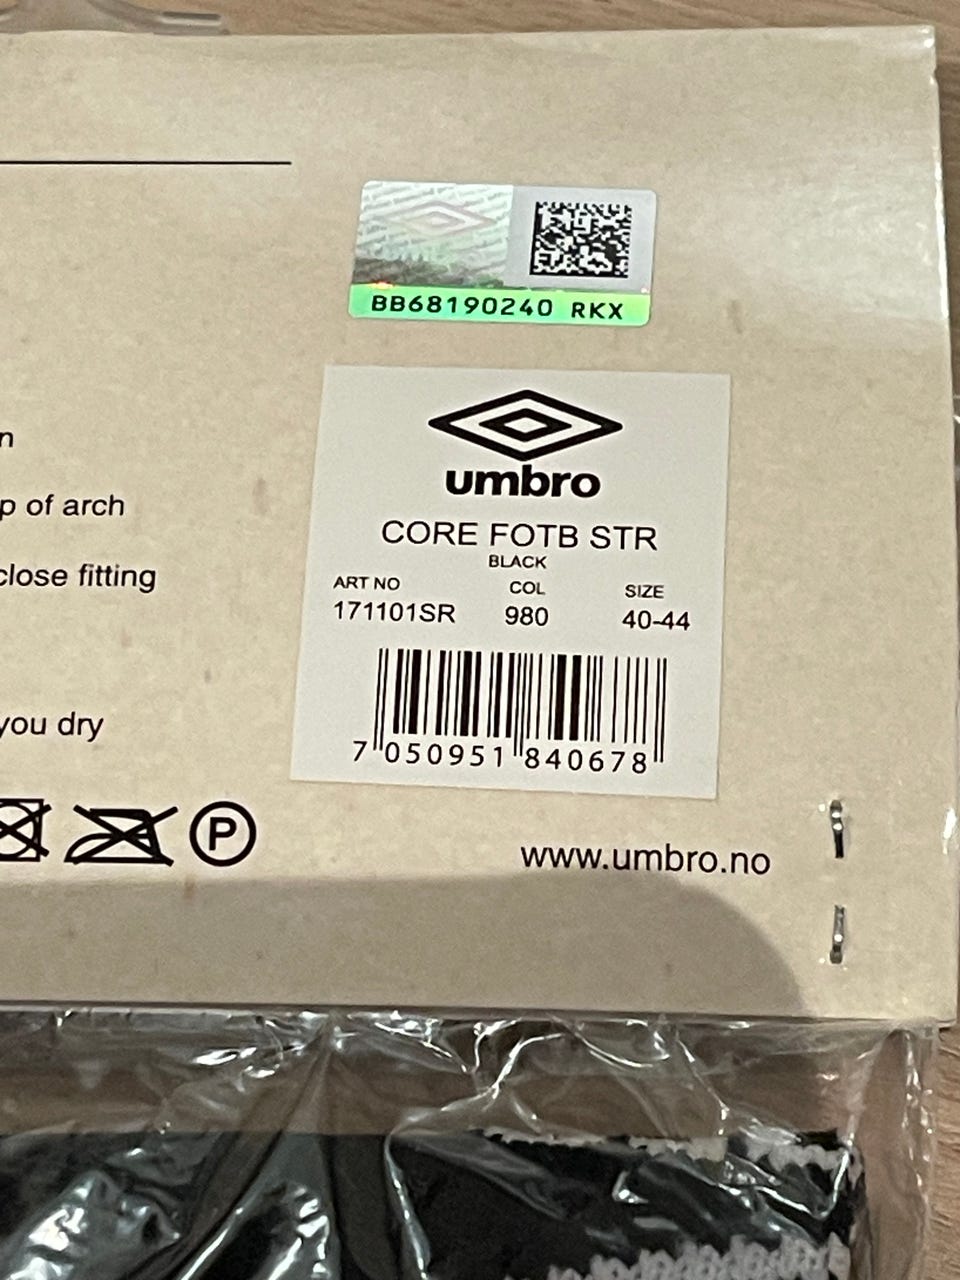 BB68190240 RKX
umbro
CORE FOTB STR
BLACK
ART NO COL SIZE
171101SR 980 40-44
7 050951 840678
of arch
close fitting
you dry
P
www.umbro.no